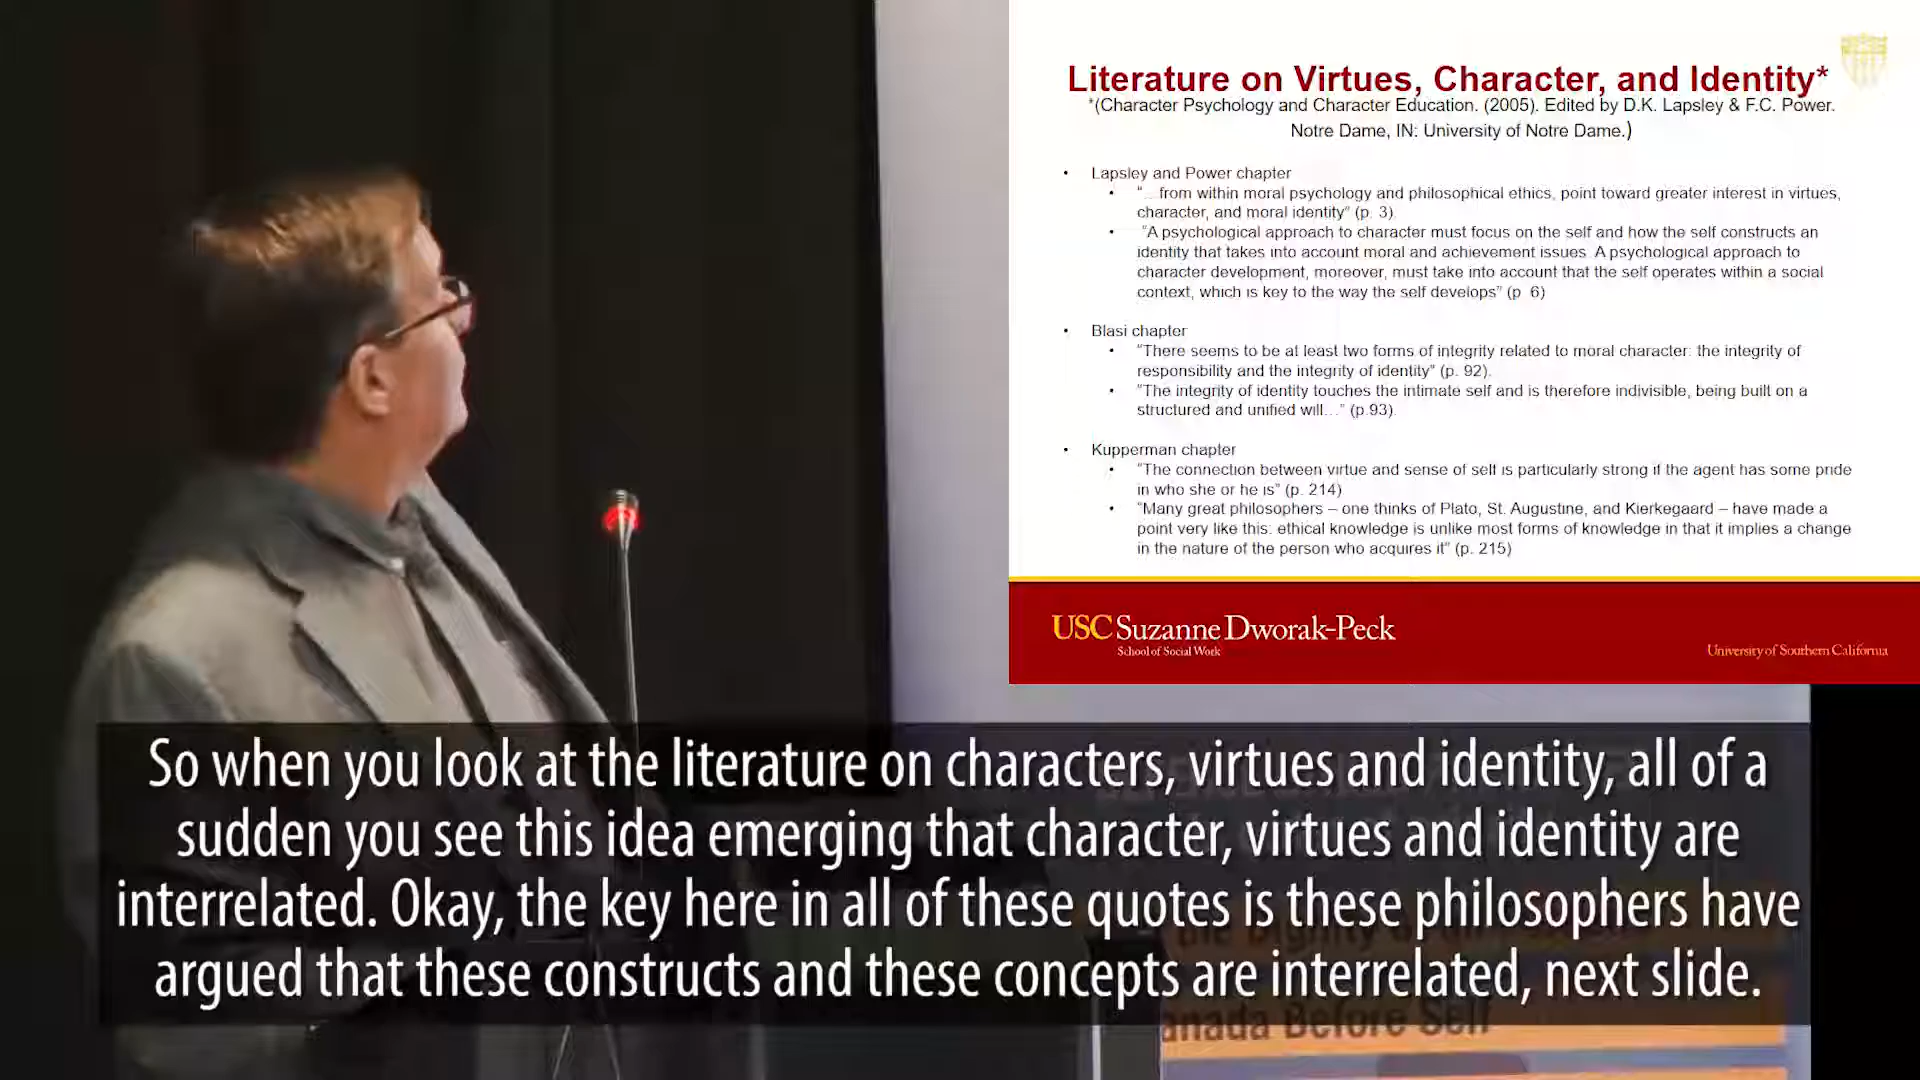 Literature on Virtues, Character, and Identity*
*(Character Psychology and Character Education. (2005). Edited by D.K. Lapsley & F.C. Power.
Notre Dame, IN: University of Notre Dame.)
• Lapsley and Power chapter
• “…from within moral psychology and philosophical ethics, point toward greater interest in virtues,
character, and moral identity” (p. 3).
• “A psychological approach to character must focus on the self and how the self constructs an
identity that takes into account moral and achievement issues. A psychological approach to
character development, moreover, must take into account that the self operates within a social
context, which is key to the way the self develops” (p. 6)
• Blasi chapter
• “There seems to be at least two forms of integrity related to moral character: the integrity of
responsibility and the integrity of identity” (p. 92).
• “The integrity of identity touches the intimate self and is therefore indivisible, being built on a
structured and unified will…” (p.93).
• Kupperman chapter
• “The connection between virtue and sense of self is particularly strong if the agent has some pride
in who she or he is” (p. 214)
• “Many great philosophers – one thinks of Plato, St. Augustine, and Kierkegaard – have made a
point very like this: ethical knowledge is unlike most forms of knowledge in that it implies a change
in the nature of the person who acquires it” (p. 215)
USC Suzanne Dworak-Peck
School of Social Work
University of Southern California
So when you look at the literature on characters, virtues and identity, all of a
sudden you see this idea emerging that character, virtues and identity are
interrelated. Okay, the key here in all of these quotes is these philosophers have
argued that these constructs and these concepts are interrelated, next slide.
anada Before Self